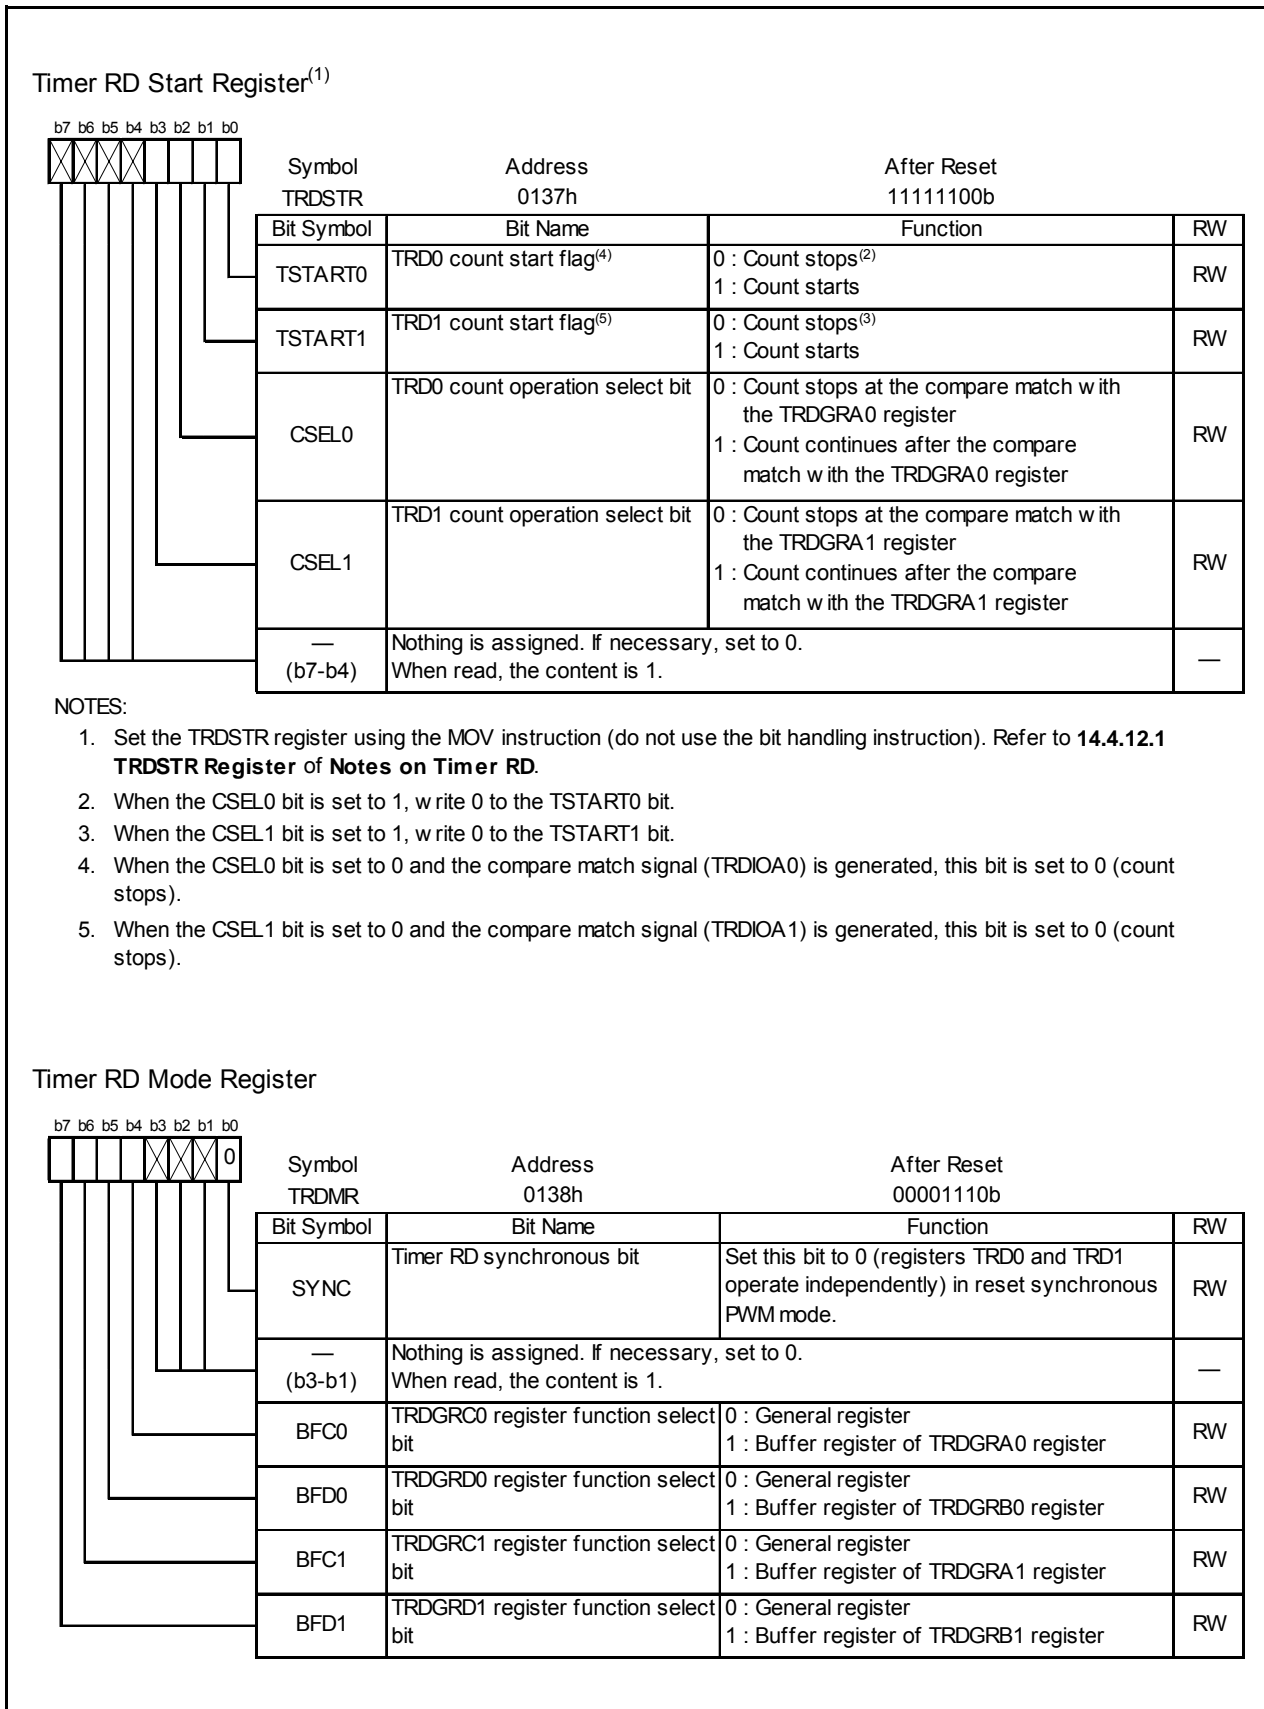 Timer RD Start Register(1)
b7 b6 b5 b4 b3 b2 b1 b0
Symbol Address After Reset
TRDSTR 0137h 11111100b
Bit Symbol Bit Name Function RW
TSTART0 TRD0 count start flag(4) 0 : Count stops(2) RW
1 : Count starts
TSTART1 TRD1 count start flag(5) 0 : Count stops(3) RW
1 : Count starts
CSEL0 TRD0 count operation select bit 0 : Count stops at the compare match with RW
the TRDGRA0 register
1 : Count continues after the compare
match with the TRDGRA0 register
CSEL1 TRD1 count operation select bit 0 : Count stops at the compare match with RW
the TRDGRA1 register
1 : Count continues after the compare
match with the TRDGRA1 register
— Nothing is assigned. If necessary, set to 0. —
(b7-b4) When read, the content is 1.
NOTES:
1. Set the TRDSTR register using the MOV instruction (do not use the bit handling instruction). Refer to 14.4.12.1
TRDSTR Register of Notes on Timer RD.
2. When the CSEL0 bit is set to 1, write 0 to the TSTART0 bit.
3. When the CSEL1 bit is set to 1, write 0 to the TSTART1 bit.
4. When the CSEL0 bit is set to 0 and the compare match signal (TRDIOA0) is generated, this bit is set to 0 (count
stops).
5. When the CSEL1 bit is set to 0 and the compare match signal (TRDIOA1) is generated, this bit is set to 0 (count
stops).
Timer RD Mode Register
b7 b6 b5 b4 b3 b2 b1 b0
0
Symbol Address After Reset
TRDMR 0138h 00001110b
Bit Symbol Bit Name Function RW
SYNC Timer RD synchronous bit Set this bit to 0 (registers TRD0 and TRD1 RW
operate independently) in reset synchronous
PWM mode.
— Nothing is assigned. If necessary, set to 0. —
(b3-b1) When read, the content is 1.
BFC0 TRDGRC0 register function select 0 : General register RW
bit 1 : Buffer register of TRDGRA0 register
BFD0 TRDGRD0 register function select 0 : General register RW
bit 1 : Buffer register of TRDGRB0 register
BFC1 TRDGRC1 register function select 0 : General register RW
bit 1 : Buffer register of TRDGRA1 register
BFD1 TRDGRD1 register function select 0 : General register RW
bit 1 : Buffer register of TRDGRB1 register